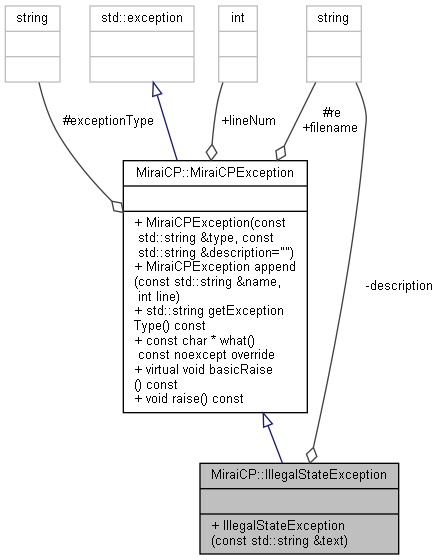 string
std::exception
int
string
#exceptionType
+lineNum
#re
+filename
MiraiCP::MiraiCPException
+ MiraiCPException(const
std::string &type, const
std::string &description="")
+ MiraiCPException append
(const std::string &name,
int line)
+ std::string getException
Type() const
+ const char * what()
const noexcept override
+ virtual void basicRaise
() const
+ void raise() const
-description
MiraiCP::IllegalStateException
+ IllegalStateException
(const std::string &text)